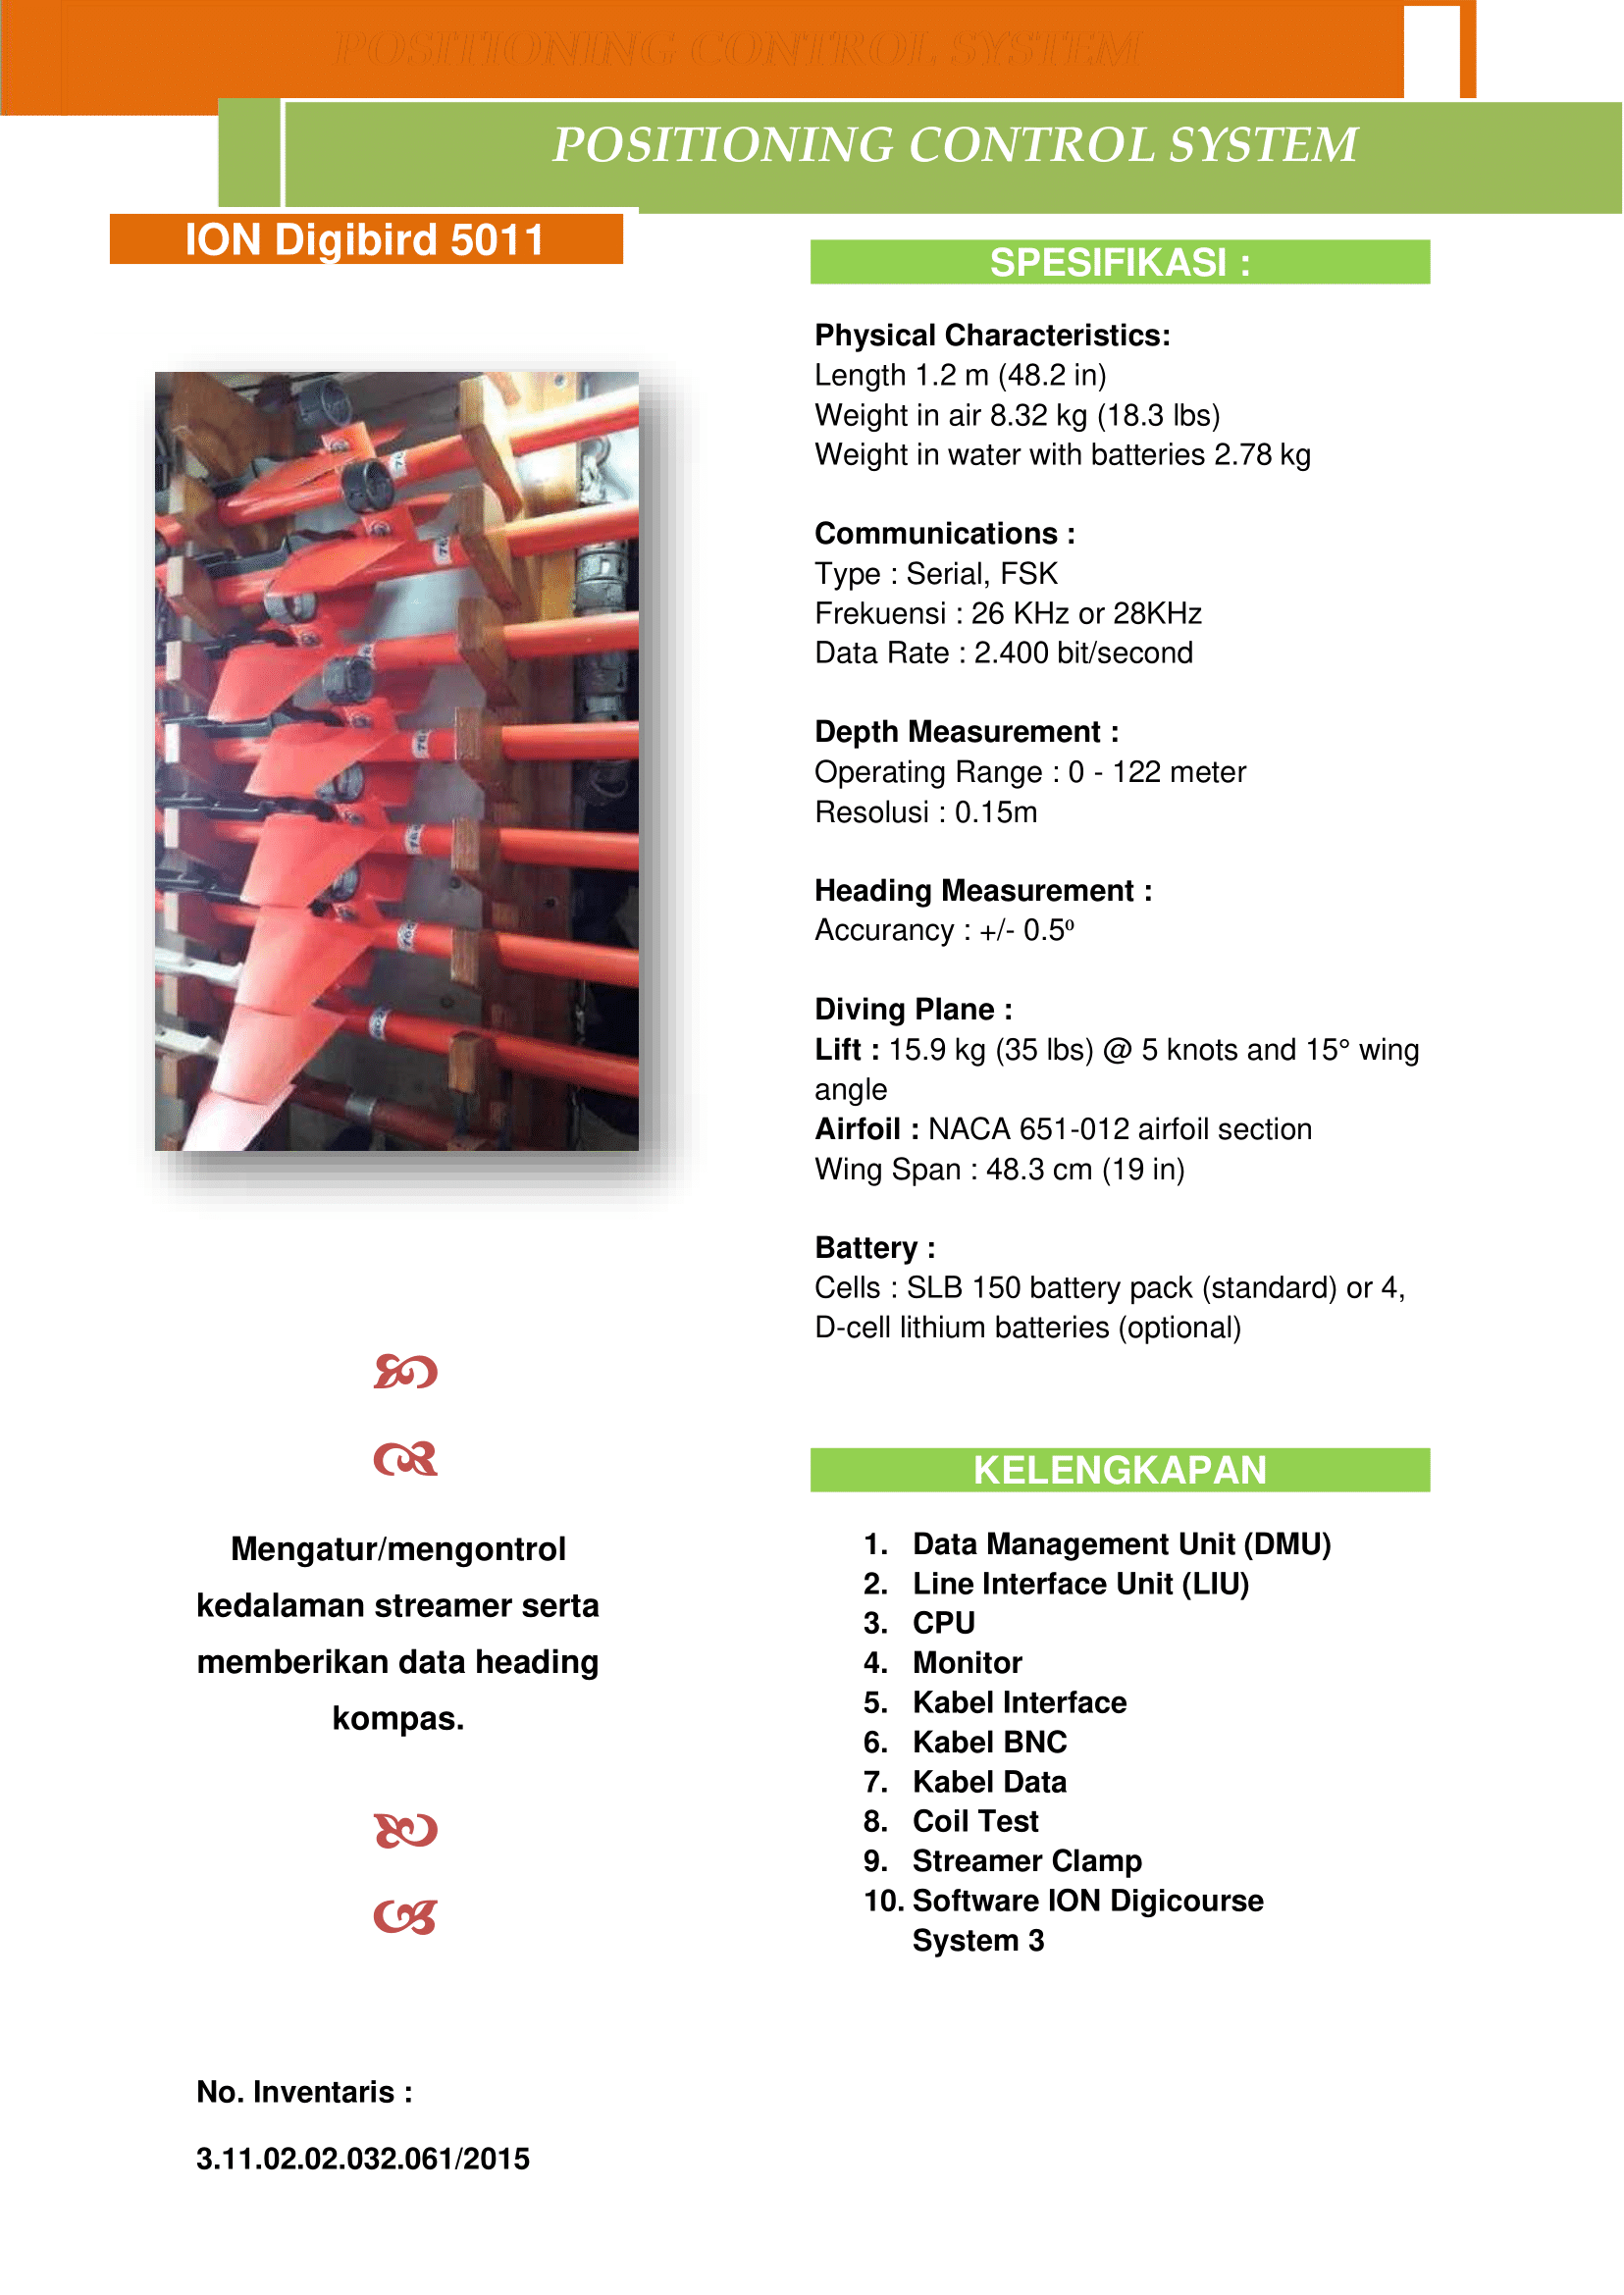 POSITIONING CONTROL SYSTEM
POSITIONING CONTROL SYSTEM
ION Digibird 5011
Mengatur/mengontrol
kedalaman streamer serta
memberikan data heading
kompas.
No. Inventaris :
3.11.02.02.032.061/2015
SPESIFIKASI :
Physical Characteristics:
Length 1.2 m (48.2 in)
Weight in air 8.32 kg (18.3 lbs)
Weight in water with batteries 2.78 kg
Communications :
Type : Serial, FSK
Frekuensi : 26 KHz or 28KHz
Data Rate : 2.400 bit/second
Depth Measurement :
Operating Range : 0 - 122 meter
Resolusi : 0.15m
Heading Measurement :
Accurancy : +/- 0.5⁰
Diving Plane :
Lift : 15.9 kg (35 lbs) @ 5 knots and 15° wing
angle
Airfoil : NACA 651-012 airfoil section
Wing Span : 48.3 cm (19 in)
Battery :
Cells : SLB 150 battery pack (standard) or 4,
D-cell lithium batteries (optional)
KELENGKAPAN
1. Data Management Unit (DMU)
2. Line Interface Unit (LIU)
3. CPU
4. Monitor
5. Kabel Interface
6. Kabel BNC
7. Kabel Data
8. Coil Test
9. Streamer Clamp
10. Software ION Digicourse
System 3